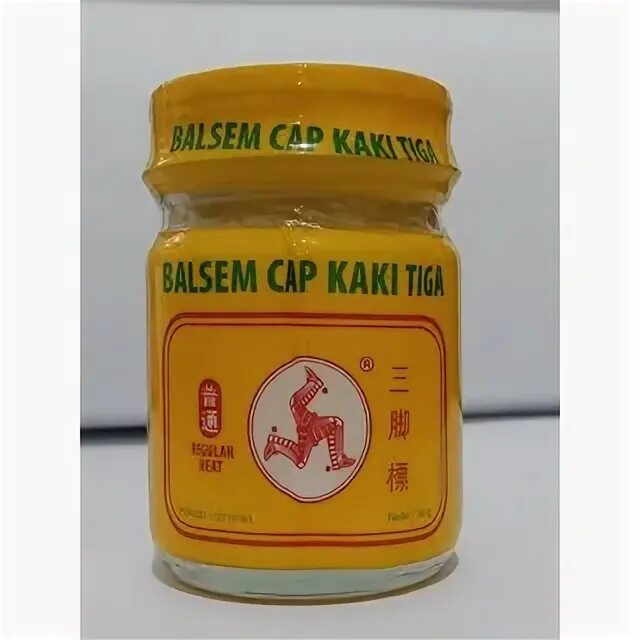 BALSEM CAP KAKI TIGA
BALSEM CAP KAKI TIGA
®
三
脚
標
普通
REGULAR
HEAT